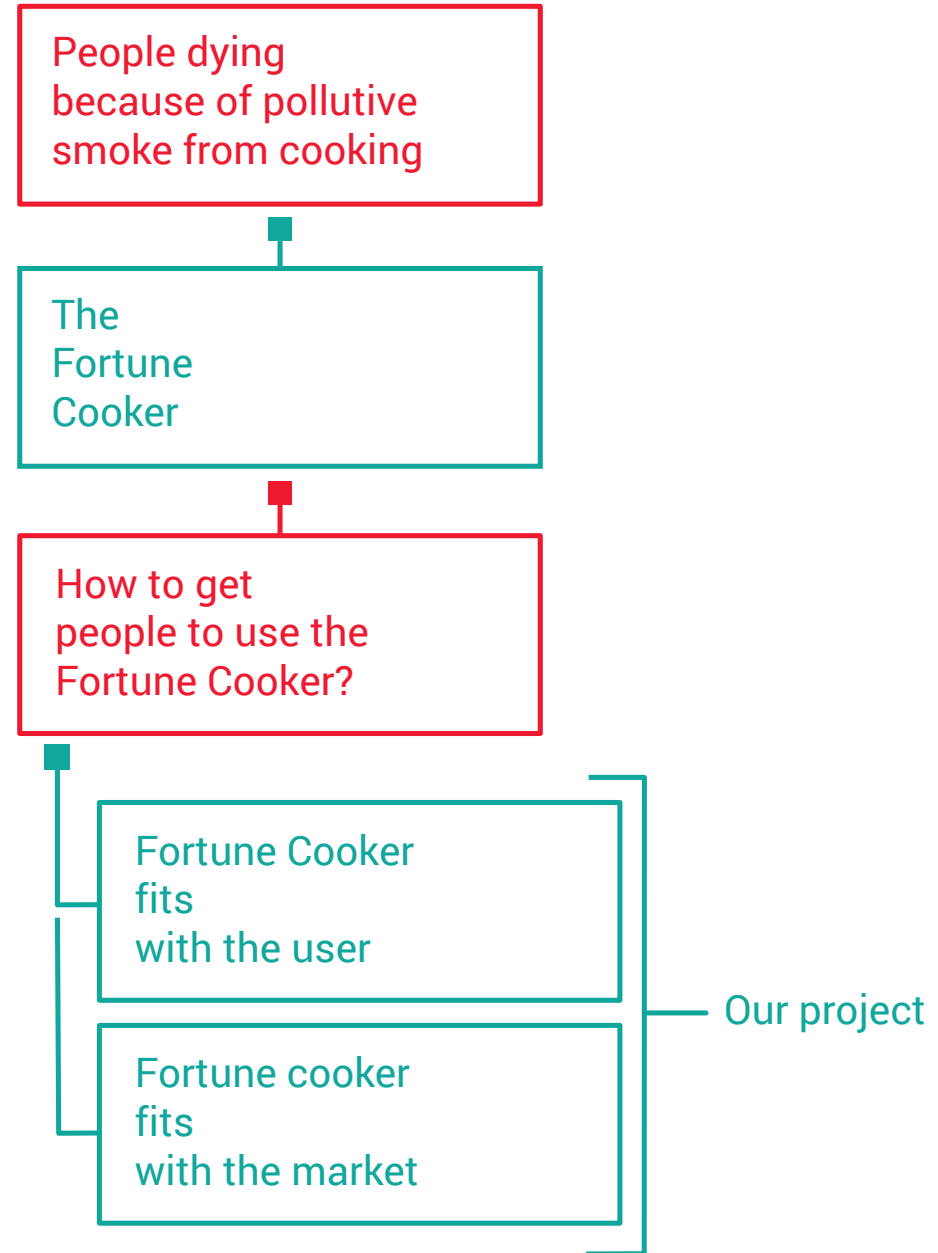 People dying
because of pollutive
smoke from cooking
The
Fortune
Cooker
How to get
people to use the
Fortune Cooker?
Fortune Cooker
fits
with the user
Our project
Fortune cooker
fits
with the market